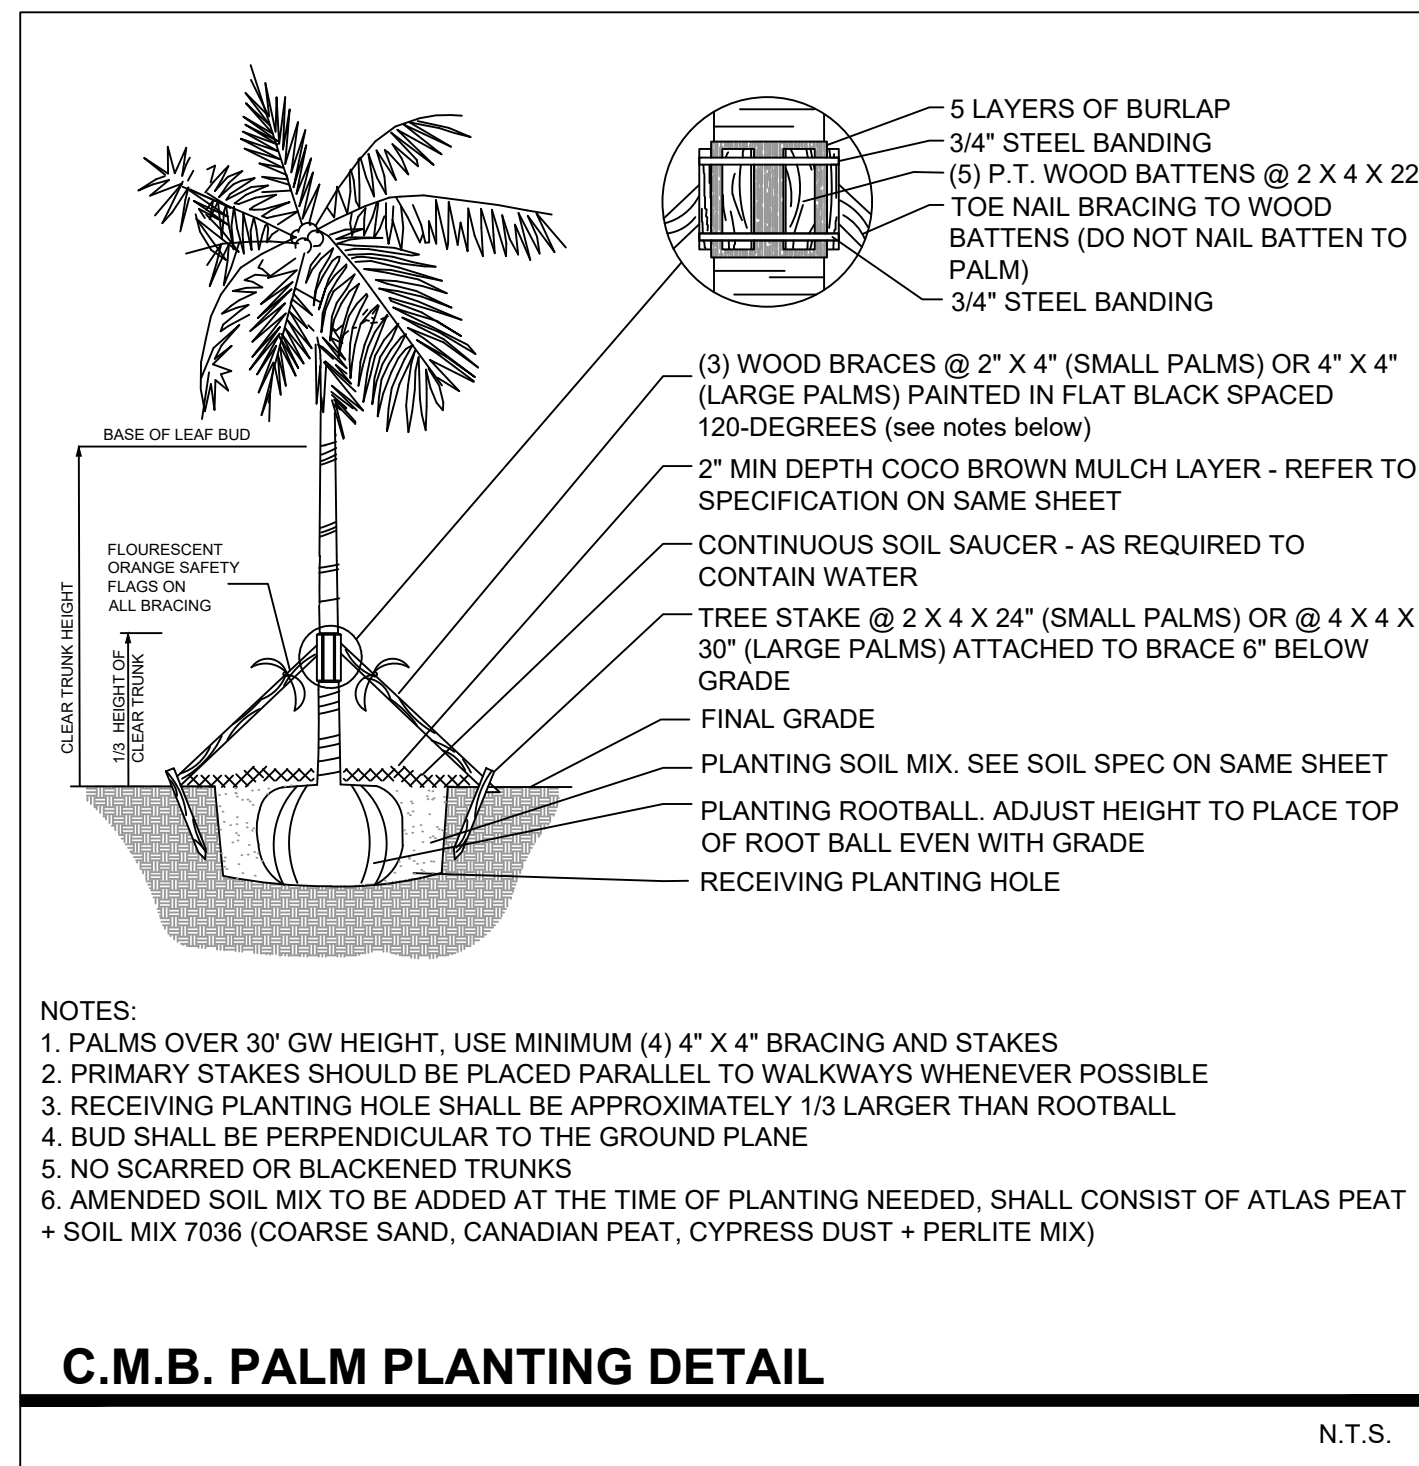 5 LAYERS OF BURLAP
3/4" STEEL BANDING
(5) P.T. WOOD BATTENS @ 2 X 4 X 22
TOE NAIL BRACING TO WOOD
BATTENS (DO NOT NAIL BATTEN TO
PALM)
3/4" STEEL BANDING
(3) WOOD BRACES @ 2" X 4" (SMALL PALMS) OR 4" X 4"
(LARGE PALMS) PAINTED IN FLAT BLACK SPACED
120-DEGREES (see notes below)
BASE OF LEAF BUD
2" MIN DEPTH COCO BROWN MULCH LAYER - REFER TO
SPECIFICATION ON SAME SHEET
FLOURESCENT
ORANGE SAFETY
FLAGS ON
ALL BRACING
CONTINUOUS SOIL SAUCER - AS REQUIRED TO
CONTAIN WATER
CLEAR TRUNK HEIGHT
1/3 HEIGHT OF
CLEAR TRUNK
TREE STAKE @ 2 X 4 X 24" (SMALL PALMS) OR @ 4 X 4 X
30" (LARGE PALMS) ATTACHED TO BRACE 6" BELOW
GRADE
FINAL GRADE
PLANTING SOIL MIX. SEE SOIL SPEC ON SAME SHEET
PLANTING ROOTBALL. ADJUST HEIGHT TO PLACE TOP
OF ROOT BALL EVEN WITH GRADE
RECEIVING PLANTING HOLE
NOTES:
1. PALMS OVER 30' GW HEIGHT, USE MINIMUM (4) 4" X 4" BRACING AND STAKES
2. PRIMARY STAKES SHOULD BE PLACED PARALLEL TO WALKWAYS WHENEVER POSSIBLE
3. RECEIVING PLANTING HOLE SHALL BE APPROXIMATELY 1/3 LARGER THAN ROOTBALL
4. BUD SHALL BE PERPENDICULAR TO THE GROUND PLANE
5. NO SCARRED OR BLACKENED TRUNKS
6. AMENDED SOIL MIX TO BE ADDED AT THE TIME OF PLANTING NEEDED, SHALL CONSIST OF ATLAS PEAT
+ SOIL MIX 7036 (COARSE SAND, CANADIAN PEAT, CYPRESS DUST + PERLITE MIX)
C.M.B. PALM PLANTING DETAIL
N.T.S.